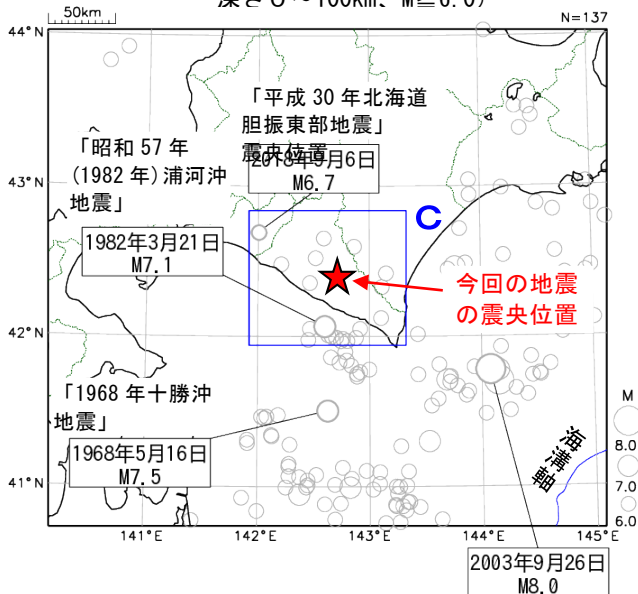 深さ0～100km、M≧6.0)
50km
N=137
44°N
「平成30年北海道
胆振東部地震」
震央位置
2018年9月6日
M6.7
「昭和57年
(1982年)浦河沖
地震」
43°N
C
1982年3月21日
M7.1
今回の地震
の震央位置
42°N
「1968年十勝沖
地震」
1968年5月16日
M7.5
海溝軸
M
8.0
7.0
6.0
41°N
141°E
142°E
143°E
144°E
145°E
2003年9月26日
M8.0